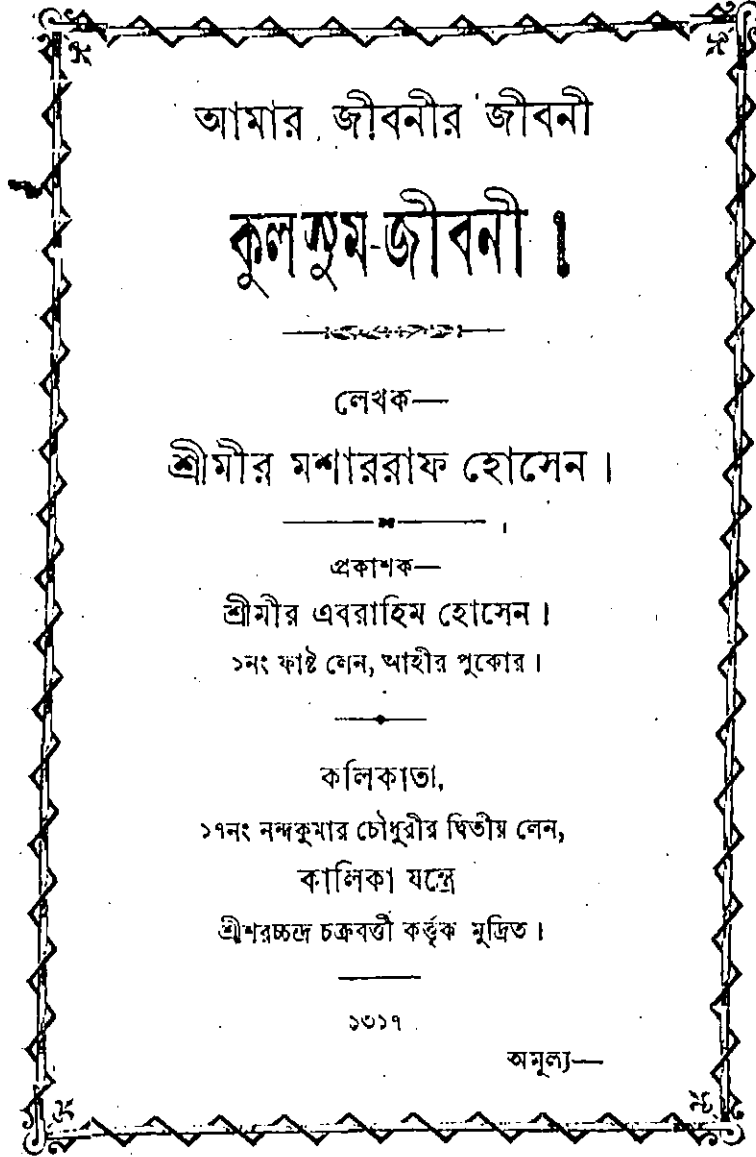 আমার জীবনীর জীবনী
কুলসুম-জীবনী।
লেখক—
শ্রীমীর মশাররাফ হোসেন।
প্রকাশক—
শ্রীমীর এবরাহিম হোসেন।
১নং ফাষ্ট লেন, আহীর পুকোর।
কলিকাতা,
১৭নং নন্দকুমার চৌধুরীর দ্বিতীয় লেন,
কালিকা যন্ত্রে
শ্রীশরচ্চন্দ্র চক্রবর্ত্তী কর্ত্তৃক মুদ্রিত।
১৩১৭
অমূল্য—